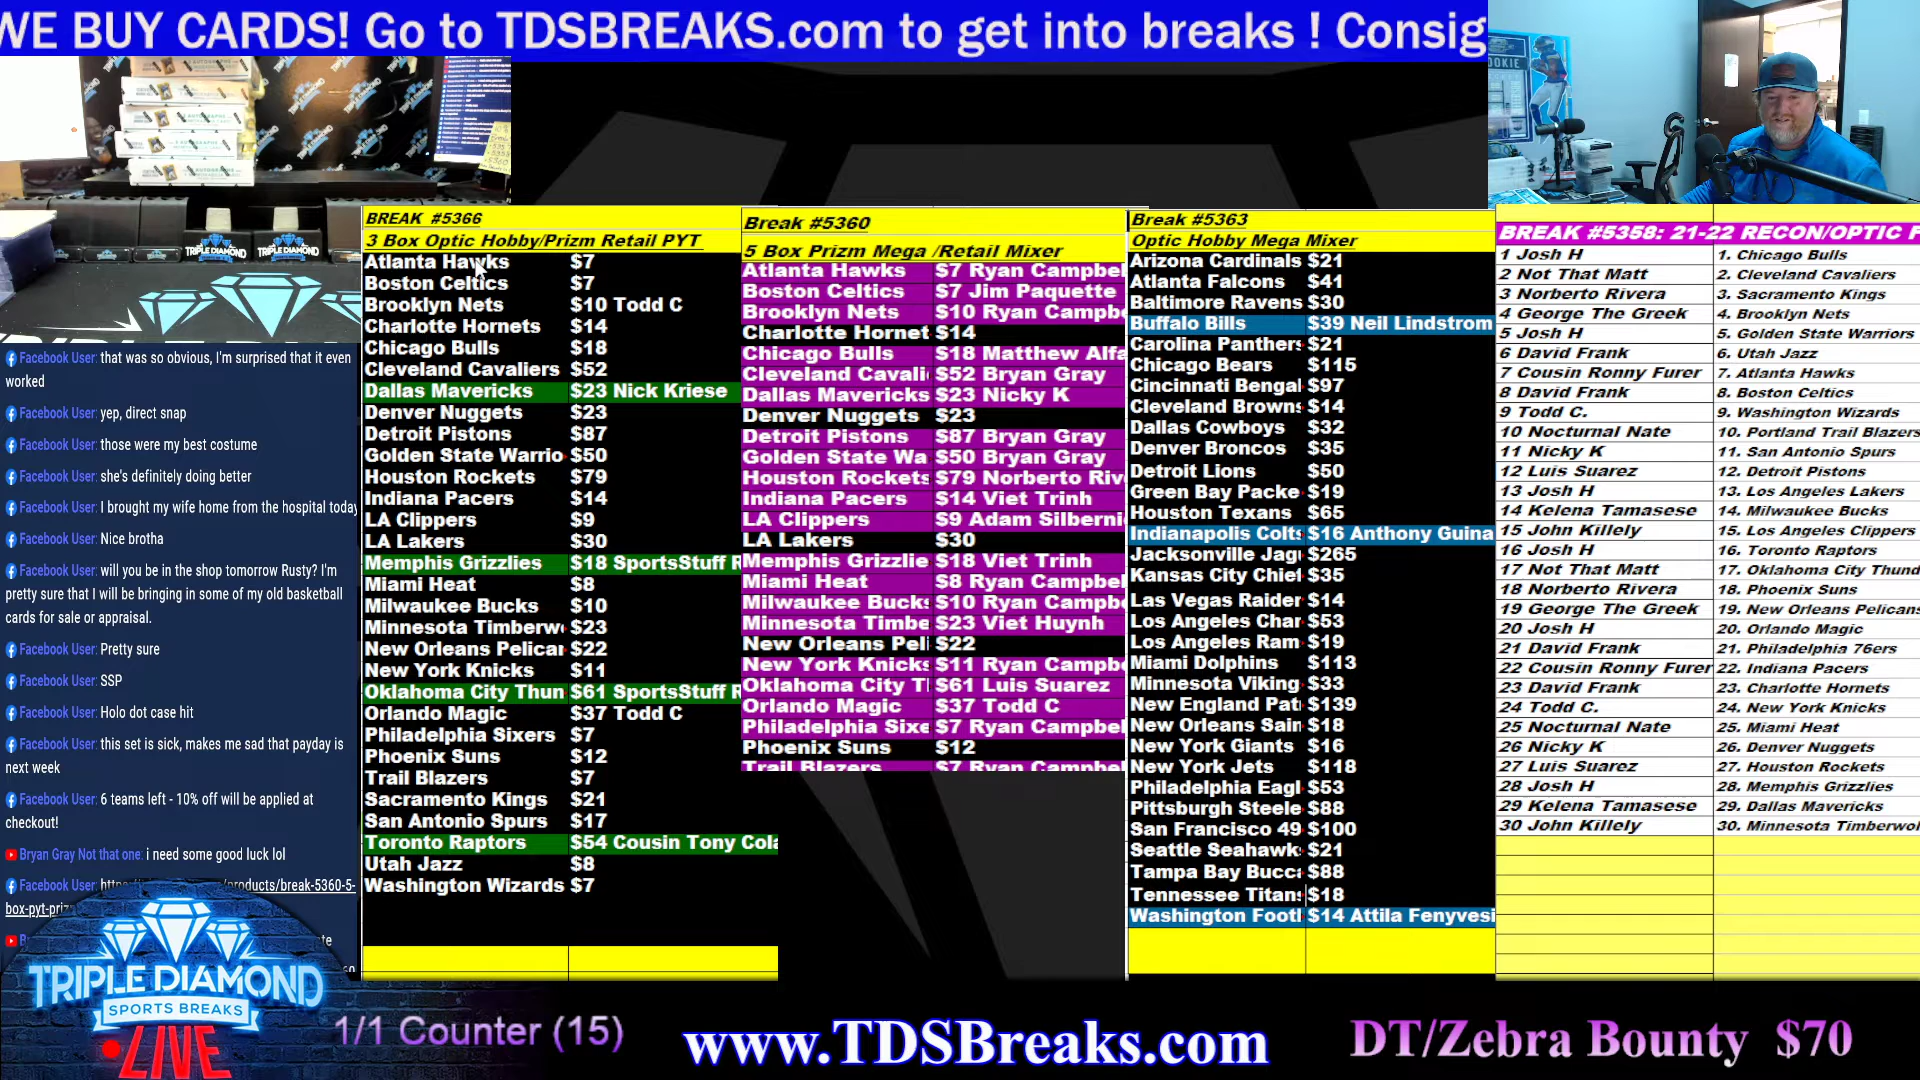 WE BUY CARDS! Go to TDSBREAKS.com to get into breaks ! Consig
Facebook User: that was so obvious, I'm surprised that it even
worked
Facebook User: yep, direct snap
Facebook User: those were my best costume
Facebook User: she's definitely doing better
Facebook User: I brought my wife home from the hospital today
Facebook User: Nice brotha
Facebook User: will you be in the shop tomorrow Rusty? I'm
pretty sure that I will be bringing in some of my old basketball
cards for sale or appraisal.
Facebook User: Pretty sure
Facebook User: SSP
Facebook User: Holo dot case hit
Facebook User: this set is sick, makes me sad that payday is
next week
Facebook User: 6 teams left - 10% off will be applied at
checkout!
Bryan Gray Not that one: i need some good luck lol
Facebook User: /products/break-5360-5-
TRIPLE DIAMOND
SPORTS BREAKS
LIVE
BREAK #5366
3 Box Optic Hobby/Prizm Retail PYT
Atlanta Hawks $7
Boston Celtics $7
Brooklyn Nets $10 Todd C
Charlotte Hornets $14
Chicago Bulls $18
Cleveland Cavaliers $52
Dallas Mavericks $23 Nick Kriese
Denver Nuggets $23
Detroit Pistons $87
Golden State Warrio $50
Houston Rockets $79
Indiana Pacers $14
LA Clippers $9
LA Lakers $30
Memphis Grizzlies $18 SportsStuff R
Miami Heat $8
Milwaukee Bucks $10
Minnesota Timberw $23
New Orleans Pelicar $22
New York Knicks $11
Oklahoma City Thun $61 SportsStuff R
Orlando Magic $37 Todd C
Philadelphia Sixers $7
Phoenix Suns $12
Trail Blazers $7
Sacramento Kings $21
San Antonio Spurs $17
Toronto Raptors $54 Cousin Tony Cola
Utah Jazz $8
Washington Wizards $7
Break #5360
5 Box Prizm Mega /Retail Mixer
Atlanta Hawks $7 Ryan Campbel
Boston Celtics $7 Jim Paquette
Brooklyn Nets $10 Ryan Campb
Charlotte Hornet $14
Chicago Bulls $18 Matthew Alfa
Cleveland Cavali $52 Bryan Gray
Dallas Mavericks $23 Nicky K
Denver Nuggets $23
Detroit Pistons $87 Bryan Gray
Golden State Wa $50 Bryan Gray
Houston Rockets $79 Norberto Riv
Indiana Pacers $14 Viet Trinh
LA Clippers $9 Adam Silberni
LA Lakers $30
Memphis Grizzlie $18 Viet Trinh
Miami Heat $8 Ryan Campbel
Milwaukee Bucks $10 Ryan Campb
Minnesota Timbe $23 Viet Huynh
New Orleans Peli $22
New York Knicks $11 Ryan Campb
Oklahoma City T $61 Luis Suarez
Orlando Magic $37 Todd C
Philadelphia Sixe $7 Ryan Campbel
Phoenix Suns $12
Trail Blazers $7 Ryan Campbel
Break #5363
Optic Hobby Mega Mixer
Arizona Cardinals $21
Atlanta Falcons $41
Baltimore Ravens $30
Buffalo Bills $39 Neil Lindstrom
Carolina Panthers $21
Chicago Bears $115
Cincinnati Bengal $97
Cleveland Browns $14
Dallas Cowboys $32
Denver Broncos $35
Detroit Lions $50
Green Bay Packe $19
Houston Texans $65
Indianapolis Colts $16 Anthony Guina
Jacksonville Jagu $265
Kansas City Chief $35
Las Vegas Raider $14
Los Angeles Char $53
Los Angeles Ram $19
Miami Dolphins $113
Minnesota Viking $33
New England Pat $139
New Orleans Sain $18
New York Giants $16
New York Jets $118
Philadelphia Eagl $53
Pittsburgh Steele $88
San Francisco 49 $100
Seattle Seahawk $21
Tampa Bay Bucc $88
Tennessee Titans $18
Washington Footl $14 Attila Fenyvesi
BREAK #5358: 21-22 RECON/OPTIC F
1 Josh H 1. Chicago Bulls
2 Not That Matt 2. Cleveland Cavaliers
3 Norberto Rivera 3. Sacramento Kings
4 George The Greek 4. Brooklyn Nets
5 Josh H 5. Golden State Warriors
6 David Frank 6. Utah Jazz
7 Cousin Ronny Furer 7. Atlanta Hawks
8 David Frank 8. Boston Celtics
9 Todd C. 9. Washington Wizards
10 Nocturnal Nate 10. Portland Trail Blazers
11 Nicky K 11. San Antonio Spurs
12 Luis Suarez 12. Detroit Pistons
13 Josh H 13. Los Angeles Lakers
14 Kelena Tamasese 14. Milwaukee Bucks
15 John Killely 15. Los Angeles Clippers
16 Josh H 16. Toronto Raptors
17 Not That Matt 17. Oklahoma City Thund
18 Norberto Rivera 18. Phoenix Suns
19 George The Greek 19. New Orleans Pelicans
20 Josh H 20. Orlando Magic
21 David Frank 21. Philadelphia 76ers
22 Cousin Ronny Furer 22. Indiana Pacers
23 David Frank 23. Charlotte Hornets
24 Todd C. 24. New York Knicks
25 Nocturnal Nate 25. Miami Heat
26 Nicky K 26. Denver Nuggets
27 Luis Suarez 27. Houston Rockets
28 Josh H 28. Memphis Grizzlies
29 Kelena Tamasese 29. Dallas Mavericks
30 John Killely 30. Minnesota Timberwol
1/1 Counter (15)
www.TDSBreaks.com
DT/Zebra Bounty $70